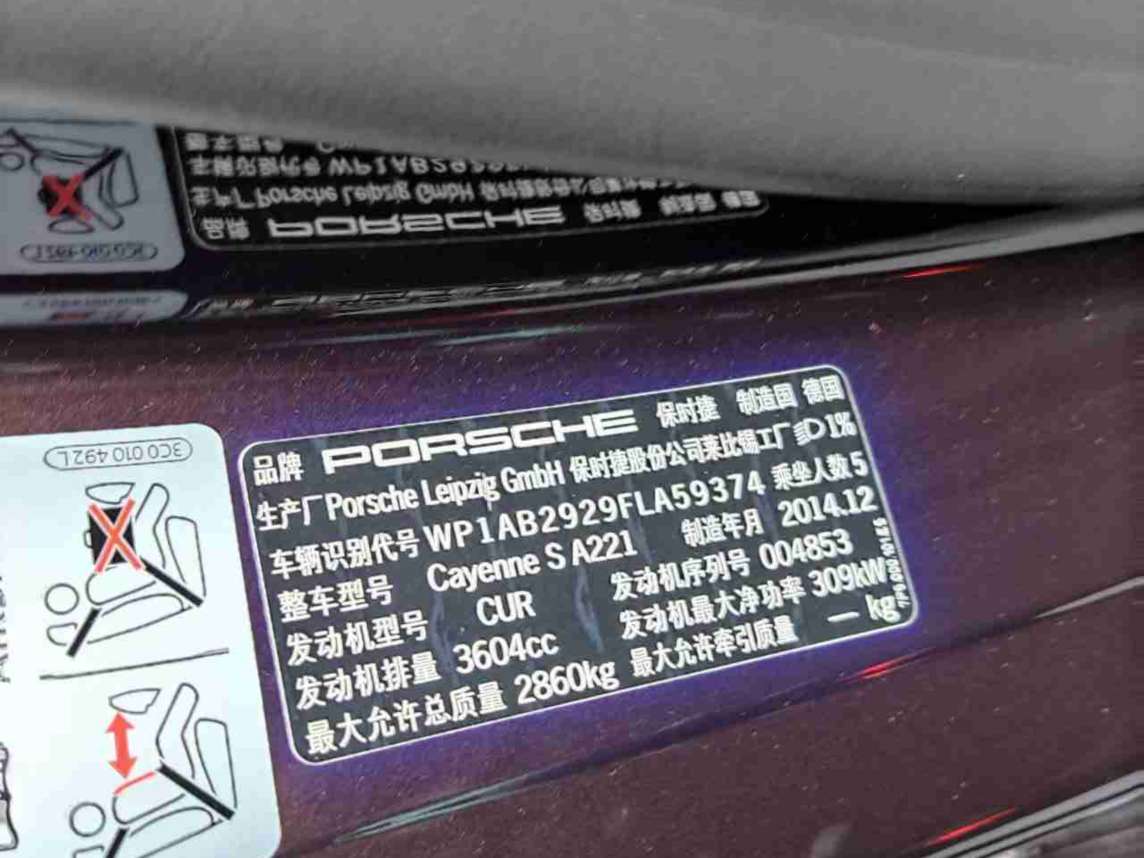 3C0 010 492 L
品牌 PORSCHE 保时捷 制造国 德国
生产厂 Porsche Leipzig GmbH 保时捷股份公司莱比锡工厂 1%
车辆识别代号 WP1AB2929FLA59374 乘坐人数 5
整车型号 Cayenne S A221 制造年月 2014.12
发动机型号 CUR 发动机序列号 004853
发动机排量 3604cc 发动机最大净功率 309kW
最大允许总质量 2860kg 最大允许牵引质量 — kg